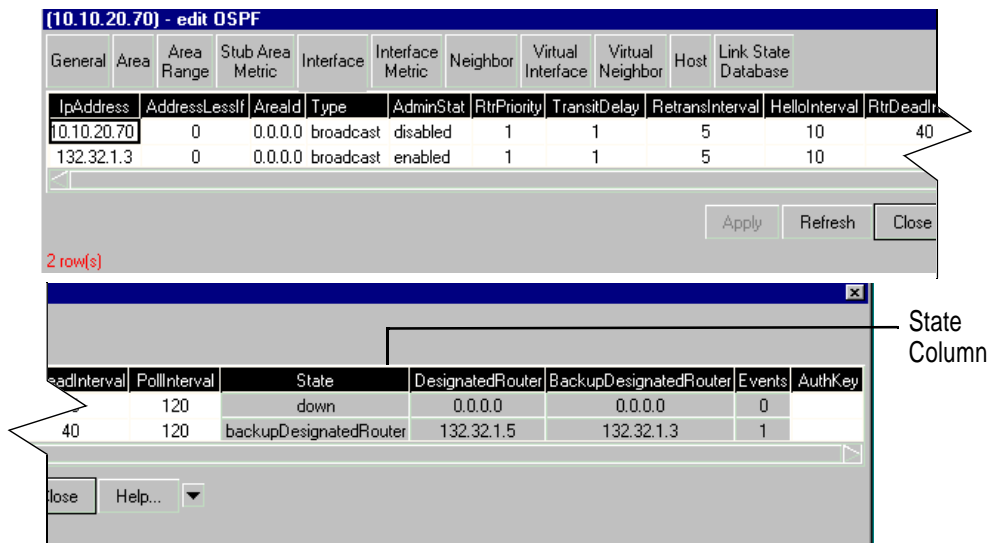 (10.10.20.70) - edit OSPF
General Area Area Range Stub Area Metric Interface Interface Metric Neighbor Virtual Interface Virtual Neighbor Host Link State Database
IpAddress AddressLessIf AreaId Type AdminStat RtrPriority TransitDelay RetransInterval HelloInterval RtrDeadIn
10.10.20.70 0 0.0.0.0 broadcast disabled 1 1 5 10 40
132.32.1.3 0 0.0.0.0 broadcast enabled 1 1 5 10
Apply Refresh Close
2 row(s)
State
Column
eadInterval PollInterval State DesignatedRouter BackupDesignatedRouter Events AuthKey
120 down 0.0.0.0 0.0.0.0 0
40 120 backupDesignatedRouter 132.32.1.5 132.32.1.3 1
Close Help...